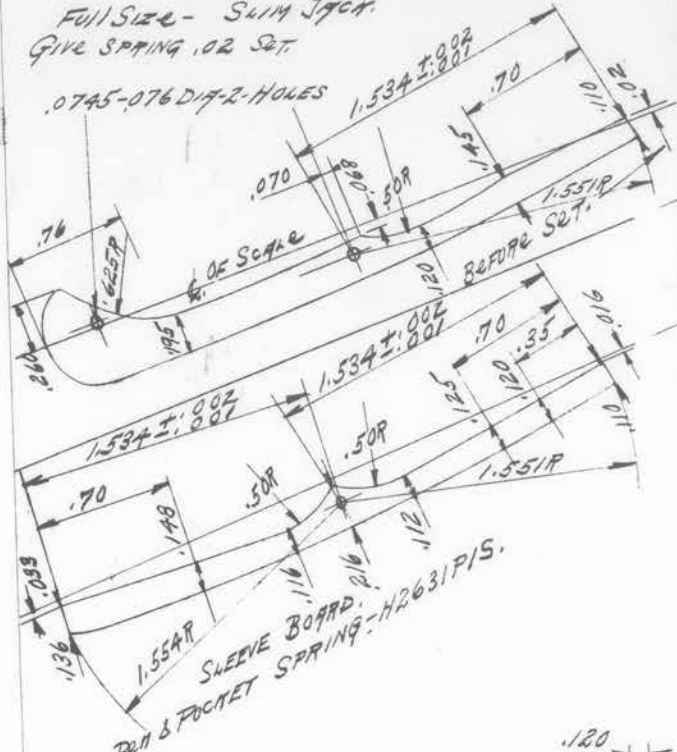 FULL SIZE - SLIM JACK.
GIVE SPRING .02 SET.
.0745-.076 DIA-2-HOLES
1.534 ±.002 .001
.70
.110
.02
.145
.070
.068
.50R
1.551R
.76
.625R
℄ OF SCALE
.120
BEFORE SET.
.260
.195
1.534 ±.002 .001
.70
.35
.016
1.534 ±.002 .001
.125
.120
.110
.50R
.50R
1.551R
.70
.148
.033
.116
.216
.112
.136
1.554R
SLEEVE BOARD.
PEN & POCKET SPRING-H2631P/S.
.120